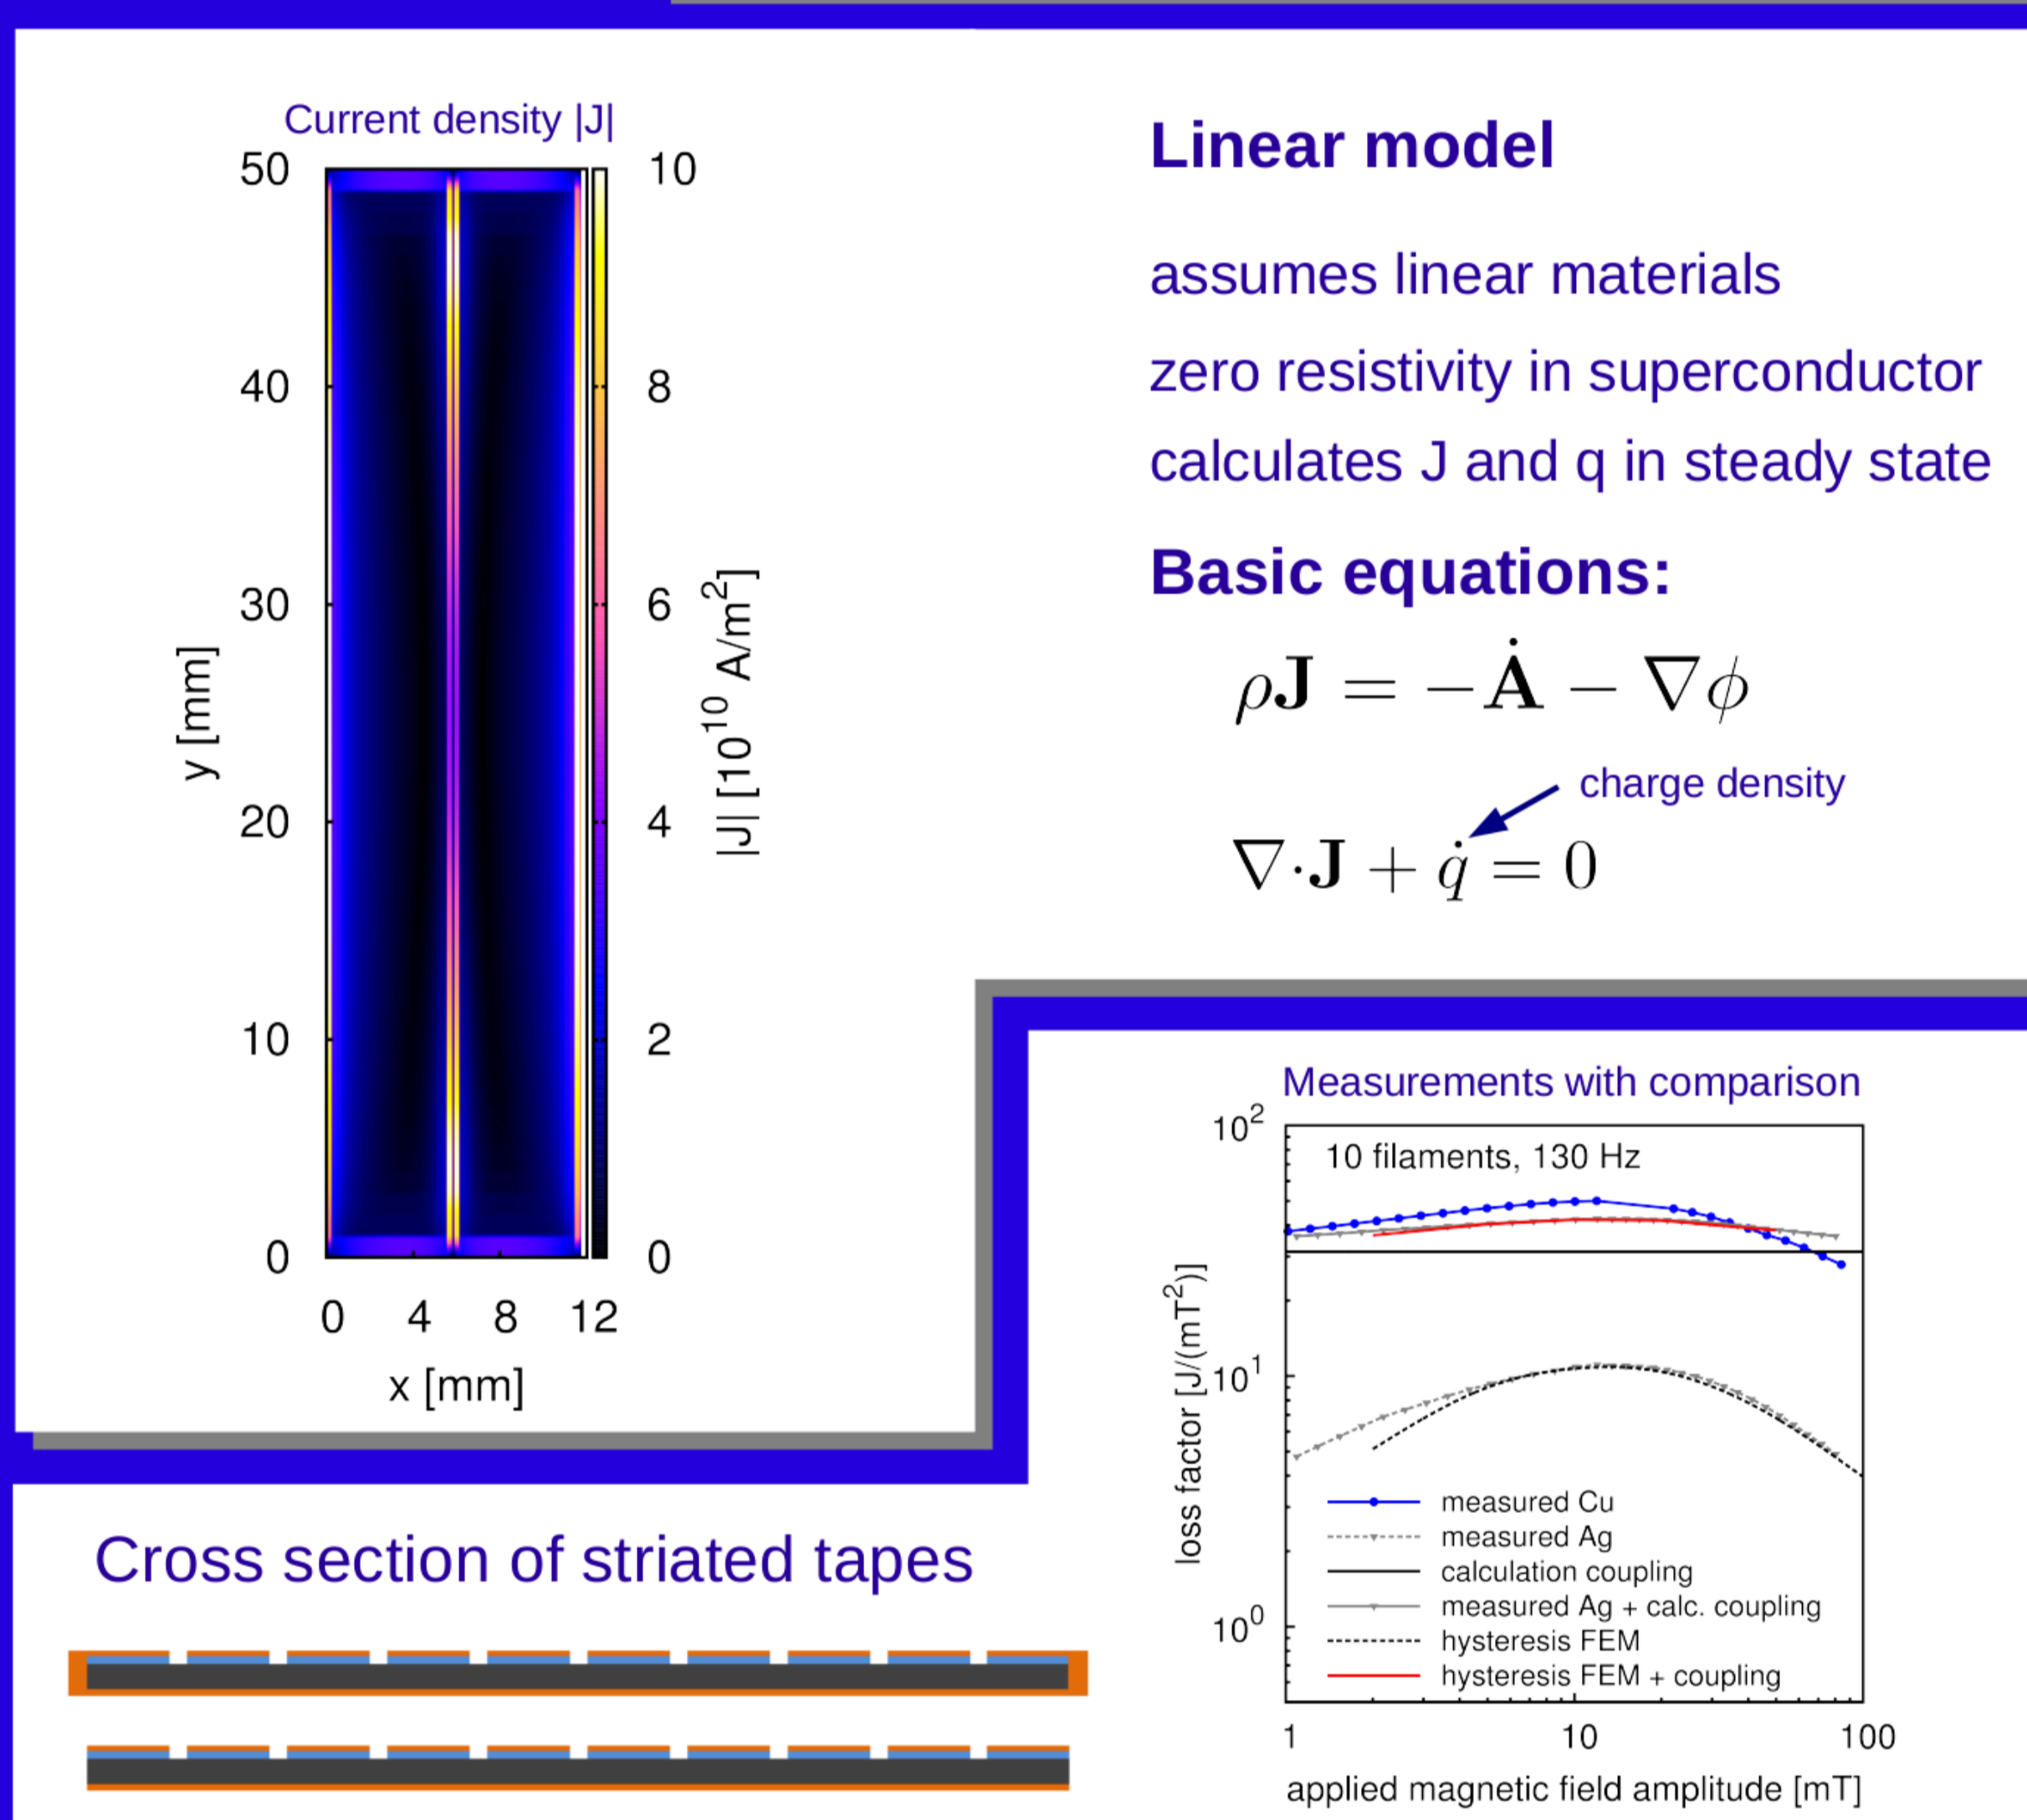 Current density |J|
50
40
30
20
10
0
y [mm]
0 4 8 12
x [mm]
10
8
6
4
2
0
|J| [10^10 A/m^2]
Linear model
assumes linear materials
zero resistivity in superconductor
calculates J and q in steady state
Basic equations:
ρJ = −Ȧ − ∇ϕ
charge density
∇·J + q̇ = 0
Measurements with comparison
10^2
10^1
10^0
loss factor [J/(mT^2)]
10 filaments, 130 Hz
measured Cu
measured Ag
calculation coupling
measured Ag + calc. coupling
hysteresis FEM
hysteresis FEM + coupling
1 10 100
applied magnetic field amplitude [mT]
Cross section of striated tapes